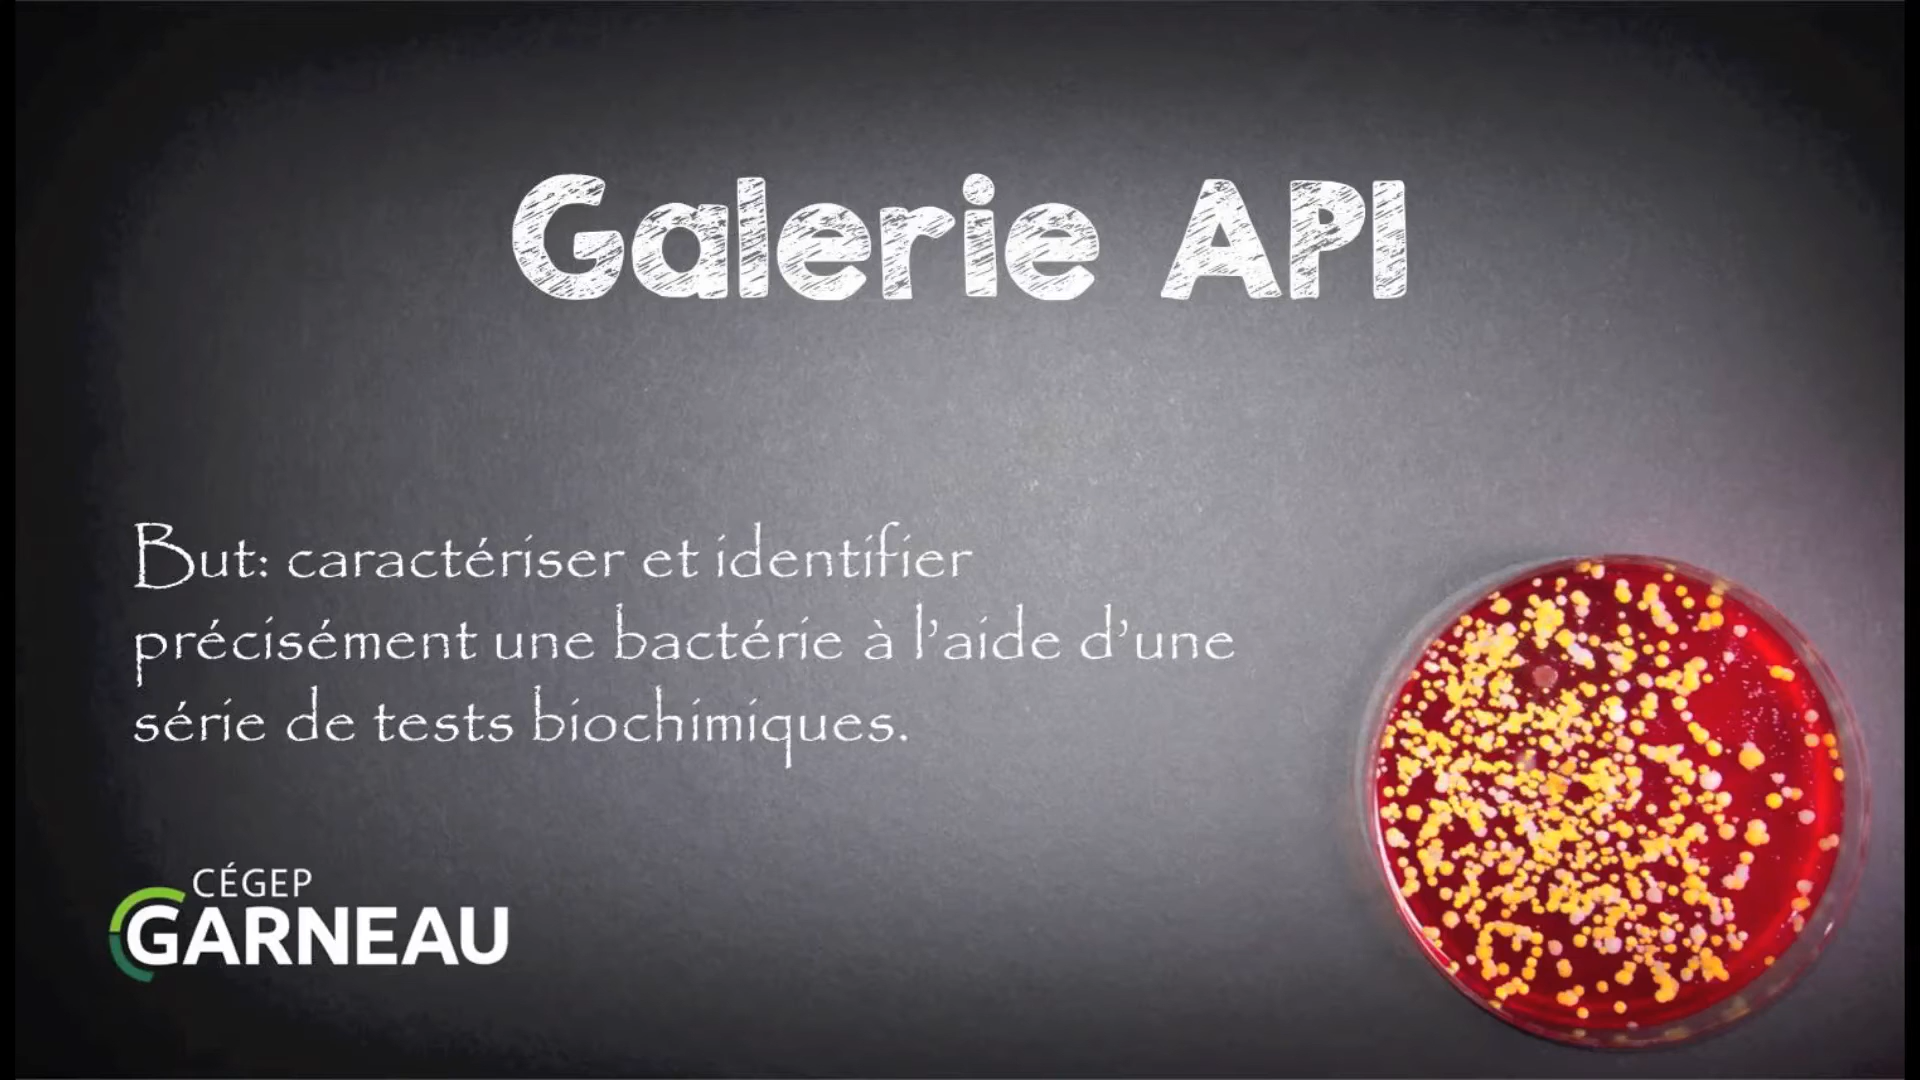 Galerie API
But: caractériser et identifier
précisément une bactérie à l'aide d'une
série de tests biochimiques.
CÉGEP
GARNEAU